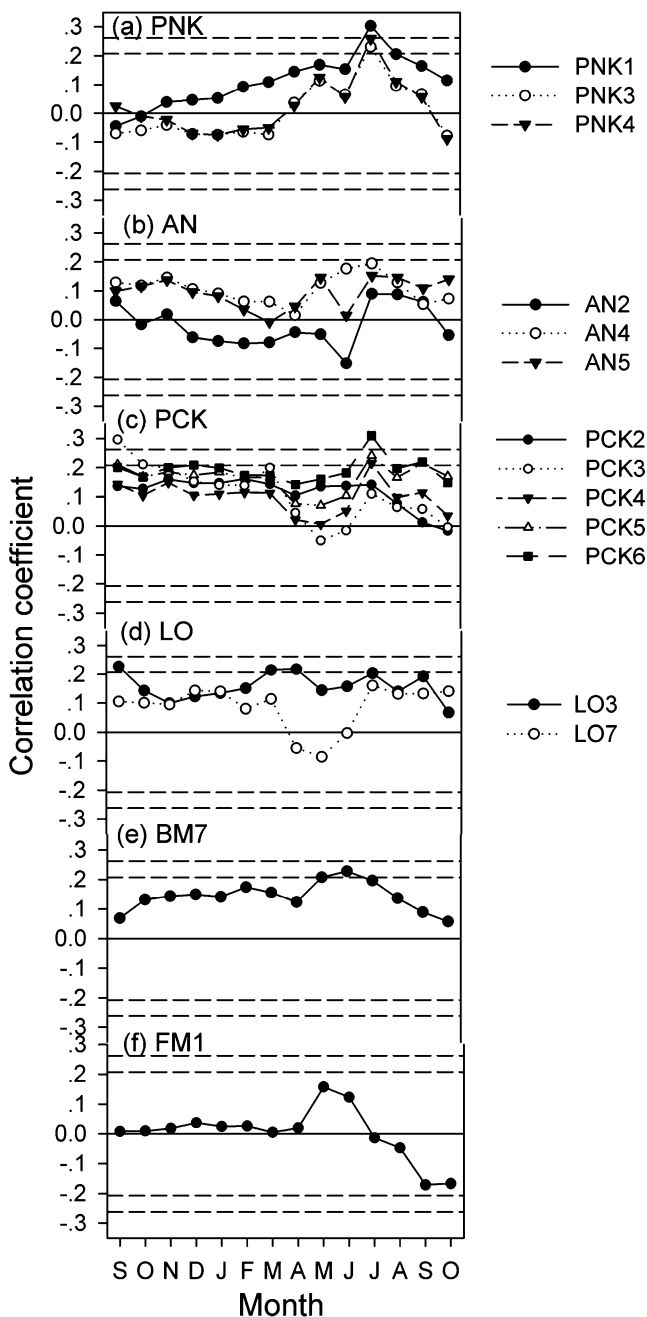 (a) PNK
.3
.2
.1
0.0
-.1
-.2
-.3
PNK1
PNK3
PNK4
(b) AN
.3
.2
.1
0.0
-.1
-.2
-.3
AN2
AN4
AN5
(c) PCK
.3
.2
.1
0.0
-.1
-.2
-.3
PCK2
PCK3
PCK4
PCK5
PCK6
(d) LO
.3
.2
.1
0.0
-.1
-.2
-.3
LO3
LO7
(e) BM7
.3
.2
.1
0.0
-.1
-.2
-.3
(f) FM1
.3
.2
.1
0.0
-.1
-.2
-.3
S O N D J F M A M J J A S O
Month
Correlation coefficient